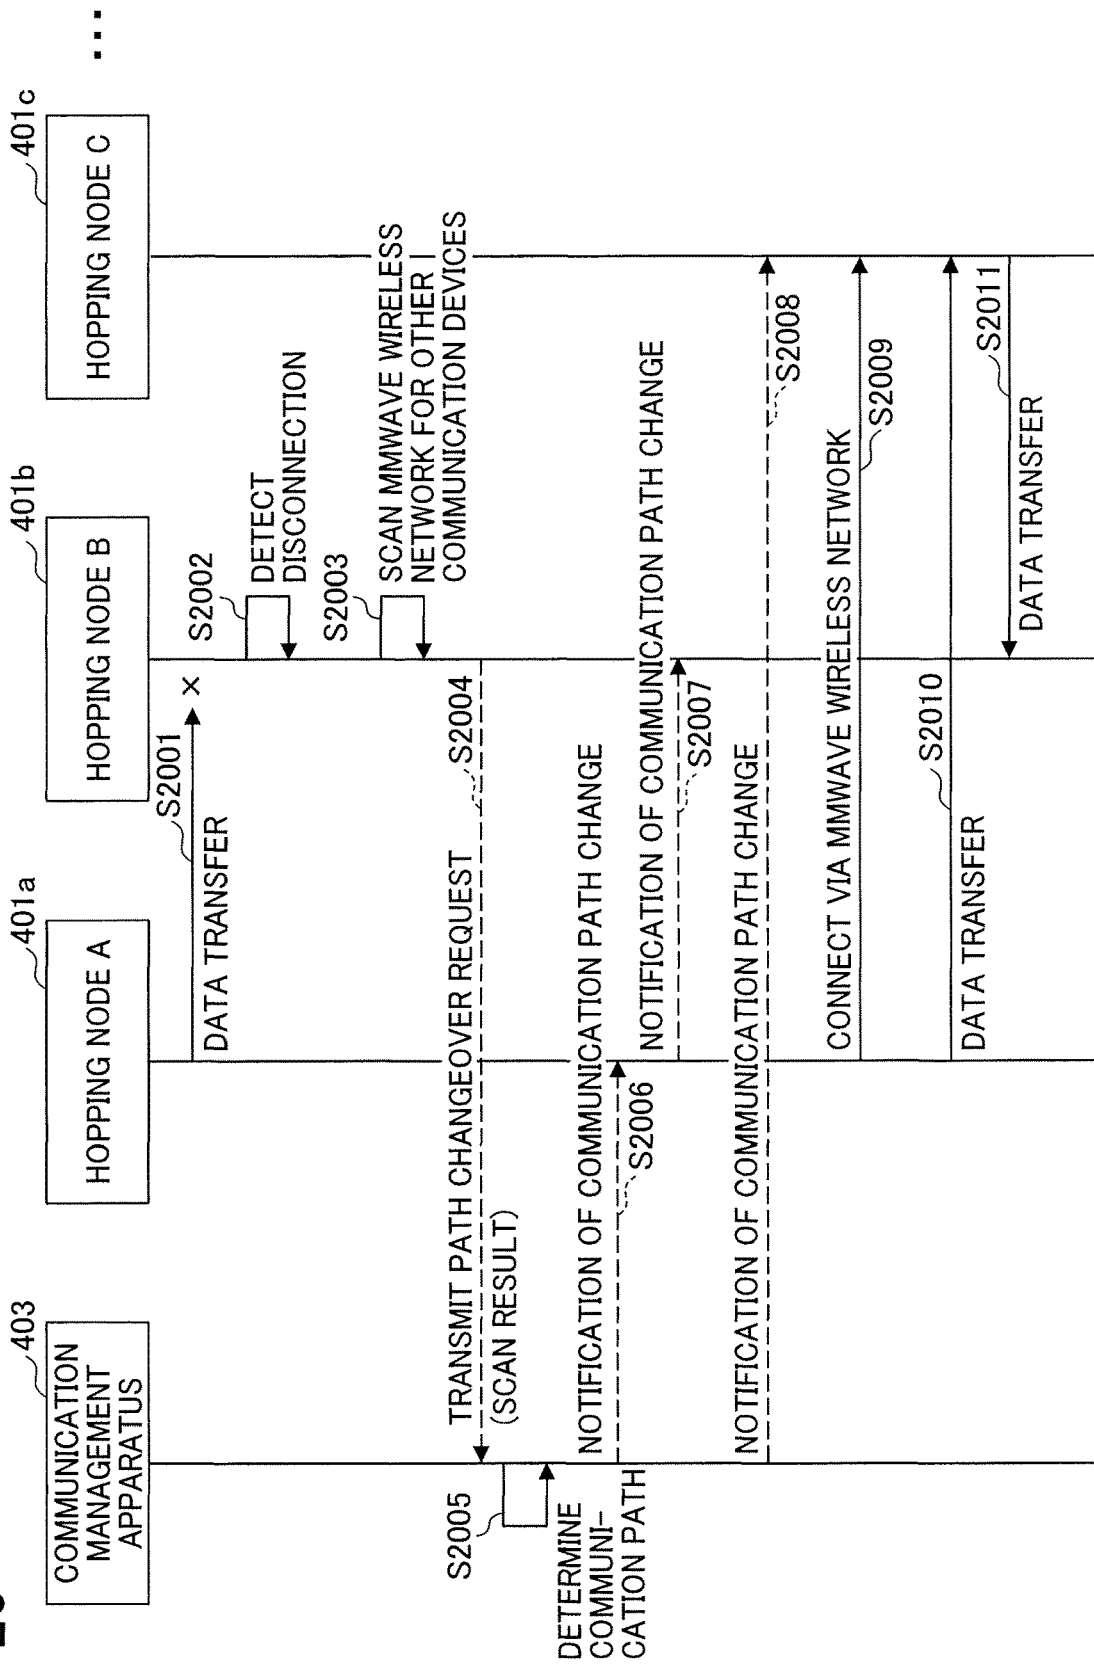 403
COMMUNICATION
MANAGEMENT
APPARATUS
401a
HOPPING NODE A
401b
HOPPING NODE B
401c
HOPPING NODE C
...
S2001
×
DATA TRANSFER
S2002
DETECT
DISCONNECTION
S2003
SCAN MMWAVE WIRELESS
NETWORK FOR OTHER
COMMUNICATION DEVICES
TRANSMIT PATH CHANGEOVER REQUEST
S2004
(SCAN RESULT)
S2005
DETERMINE
COMMUNI-
CATION PATH
NOTIFICATION OF COMMUNICATION PATH CHANGE
S2006
NOTIFICATION OF COMMUNICATION PATH CHANGE
S2007
NOTIFICATION OF COMMUNICATION PATH CHANGE
S2008
CONNECT VIA MMWAVE WIRELESS NETWORK
S2009
S2010
DATA TRANSFER
S2011
DATA TRANSFER